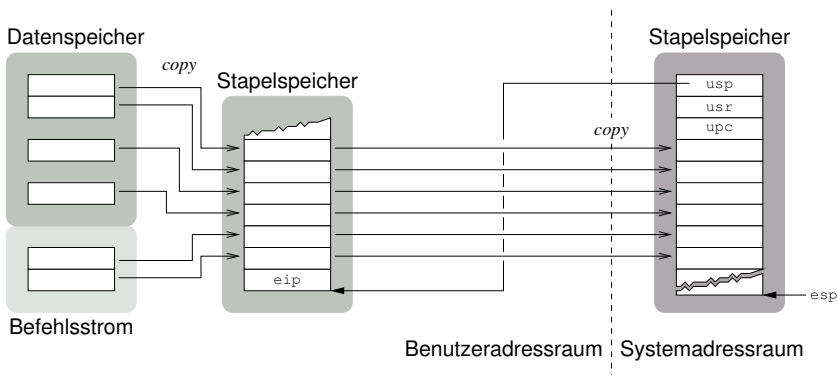 Datenspeicher
copy
Stapelspeicher
Stapelspeicher
usp
usr
upc
copy
eip
esp
Befehlsstrom
Benutzeradressraum
Systemadressraum